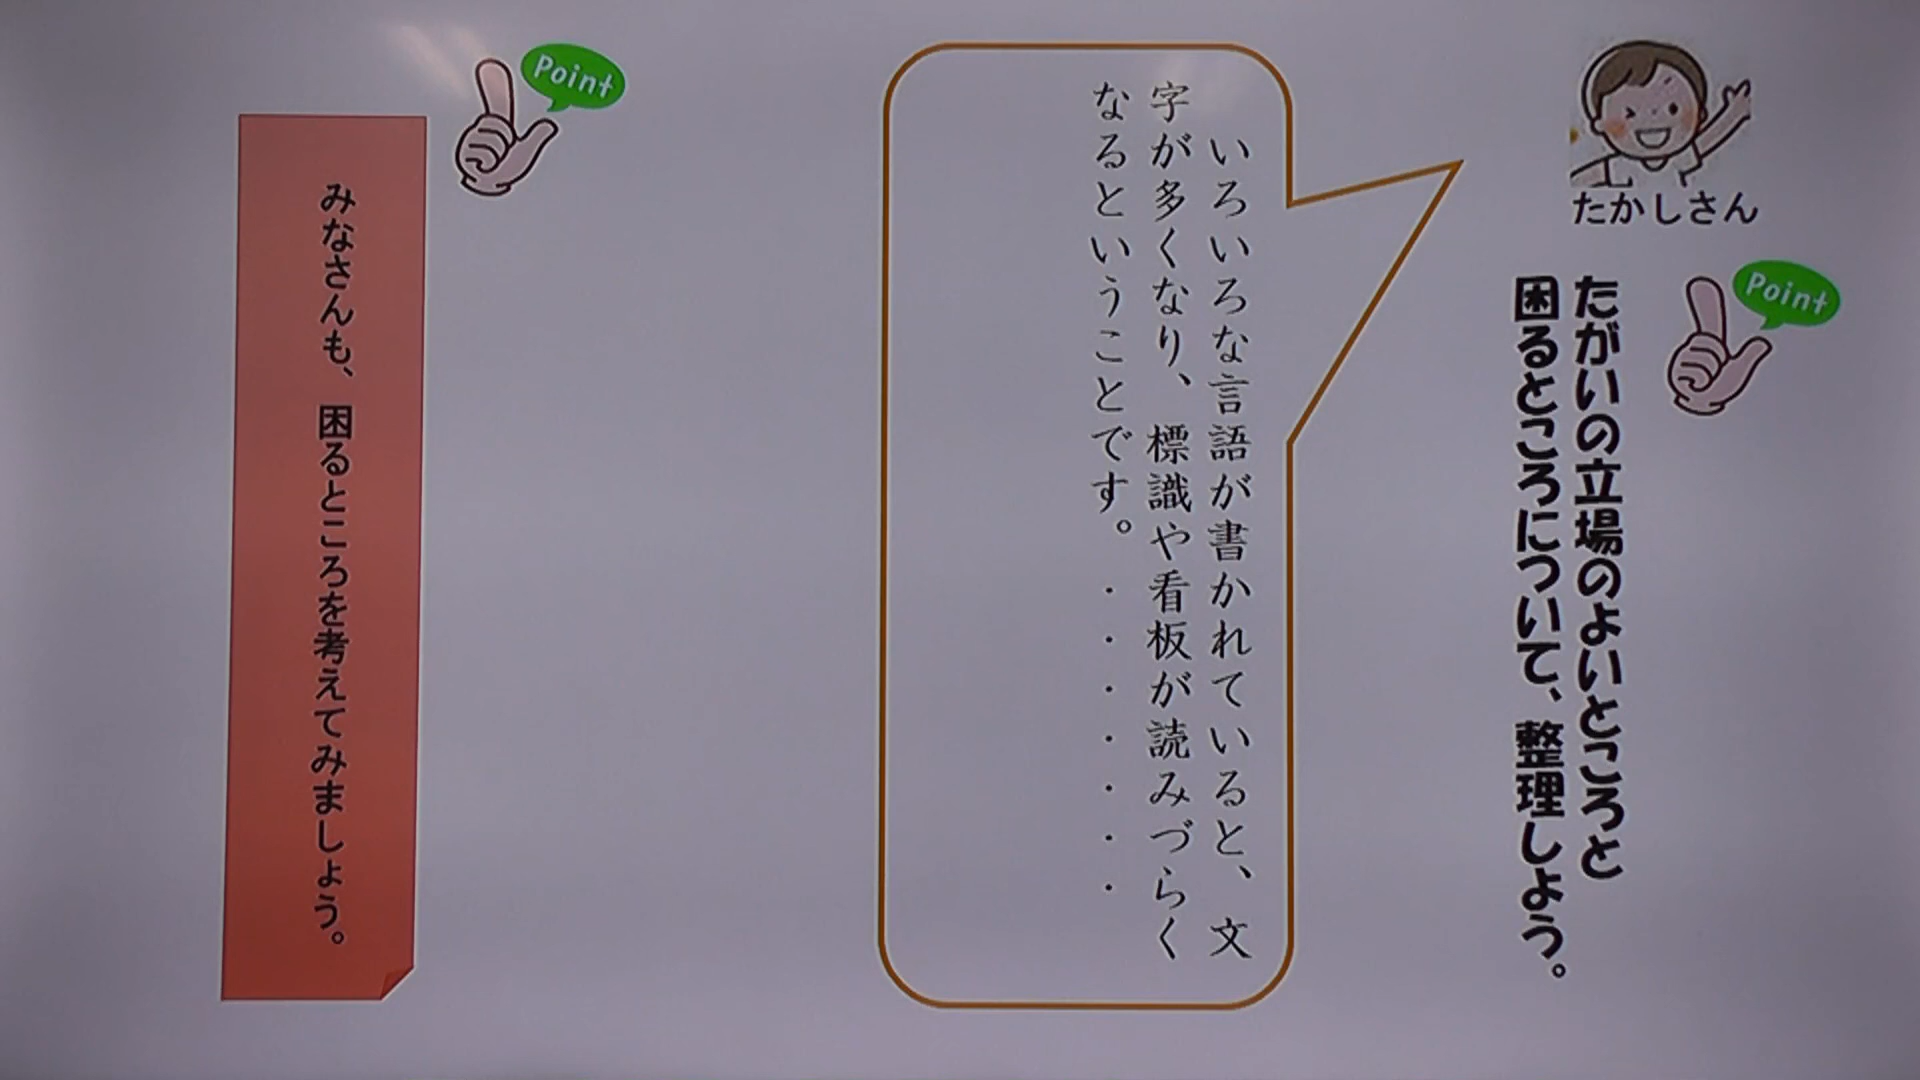 たかしさん
Point
たがいの立場のよいところと
困るところについて、整理しよう。
いろいろな言語が書かれていると、文
字が多くなり、標識や看板が読みづらく
なるということです。・・・・・・・
Point
みなさんも、困るところを考えてみましょう。